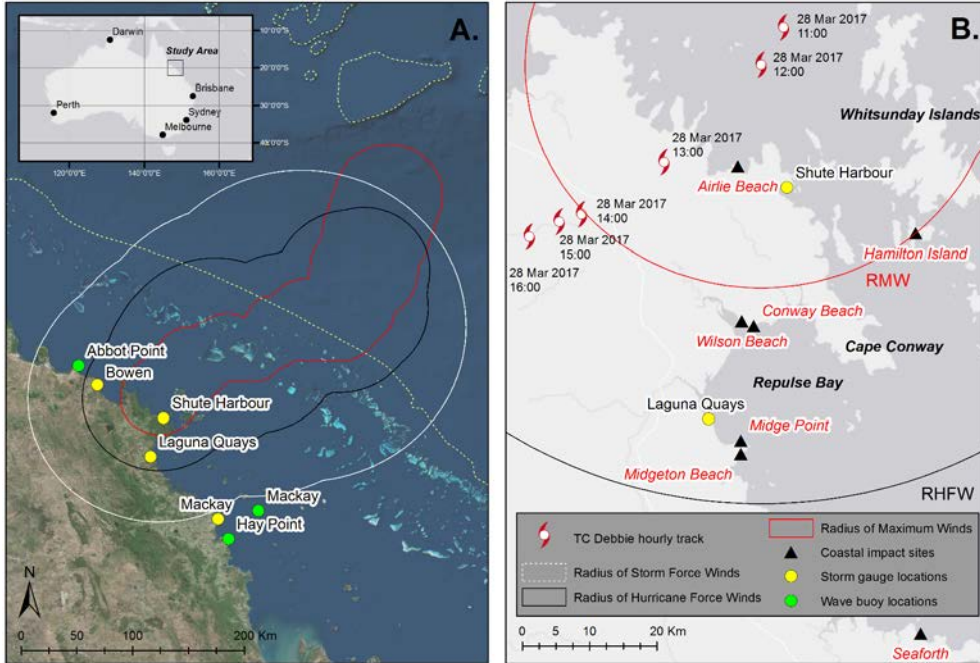 A.
Darwin
Study Area
Brisbane
Perth
Sydney
Melbourne
10°0'0"S
20°0'0"S
30°0'0"S
40°0'0"S
120°0'0"E
140°0'0"E
160°0'0"E
Abbot Point
Bowen
Shute Harbour
Laguna Quays
Mackay
Mackay
Hay Point
N
0 50 100 200 Km
B.
28 Mar 2017
11:00
28 Mar 2017
12:00
Whitsunday Islands
28 Mar 2017
13:00
Shute Harbour
Airlie Beach
28 Mar 2017
14:00
28 Mar 2017
15:00
28 Mar 2017
16:00
Hamilton Island
RMW
Conway Beach
Wilson Beach
Cape Conway
Repulse Bay
Laguna Quays
Midge Point
Midgeton Beach
RHFW
TC Debbie hourly track
Radius of Storm Force Winds
Radius of Hurricane Force Winds
Radius of Maximum Winds
Coastal impact sites
Storm gauge locations
Wave buoy locations
0 5 10 20 Km
Seaforth